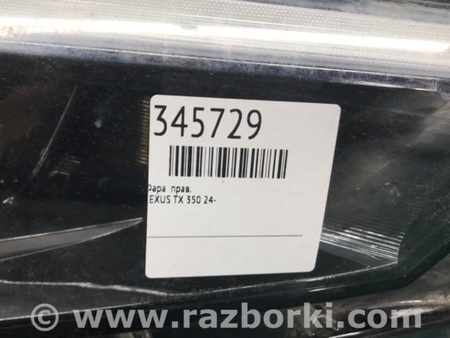 345729
Фара прав.
EXUS TX 350 24-
© www.razborki.com